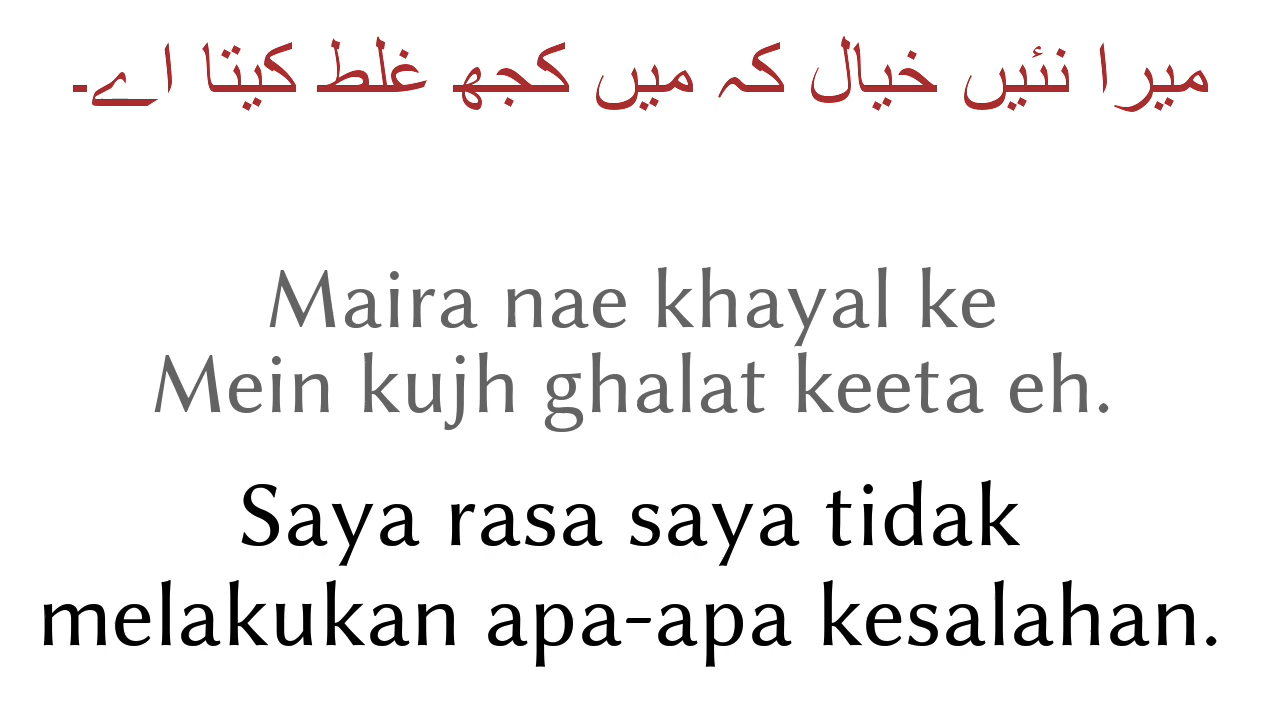 میرا نئیں خیال کہ میں کجھ غلط کیتا اے۔
Maira nae khayal ke
Mein kujh ghalat keeta eh.
Saya rasa saya tidak
melakukan apa-apa kesalahan.